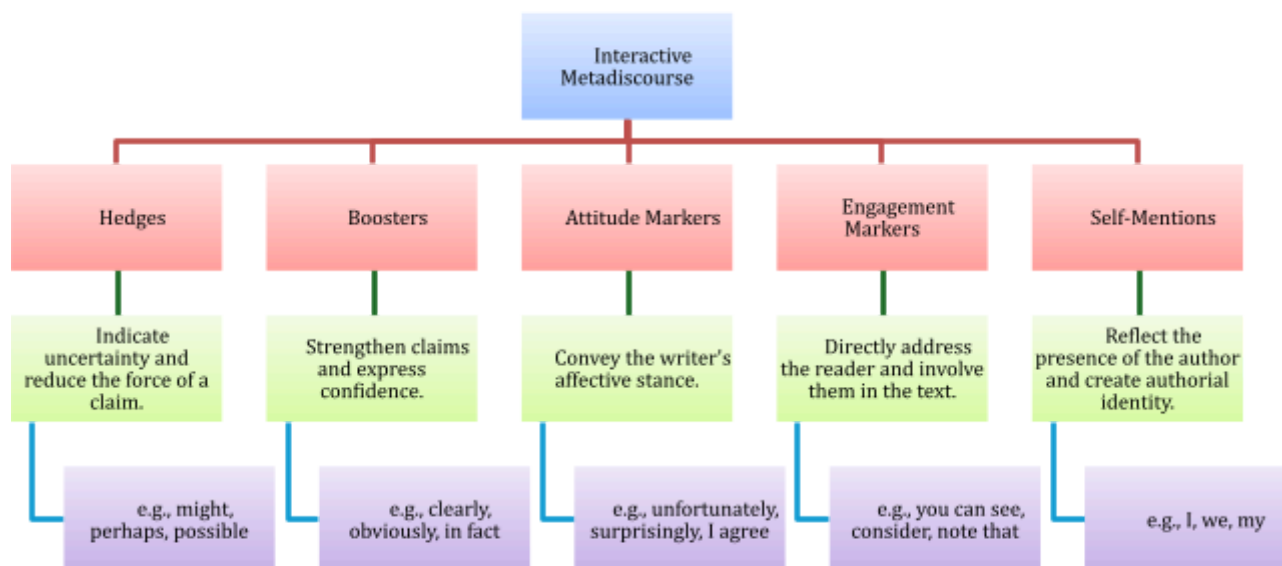 Interactive
Metadiscourse
Hedges
Boosters
Attitude Markers
Engagement
Markers
Self-Mentions
Indicate
uncertainty and
reduce the force of a
claim.
Strengthen claims
and express
confidence.
Convey the writer's
affective stance.
Directly address
the reader and involve
them in the text.
Reflect the
presence of the author
and create authorial
identity.
e.g., might,
perhaps, possible
e.g., clearly,
obviously, in fact
e.g., unfortunately,
surprisingly, I agree
e.g., you can see,
consider, note that
e.g., I, we, my